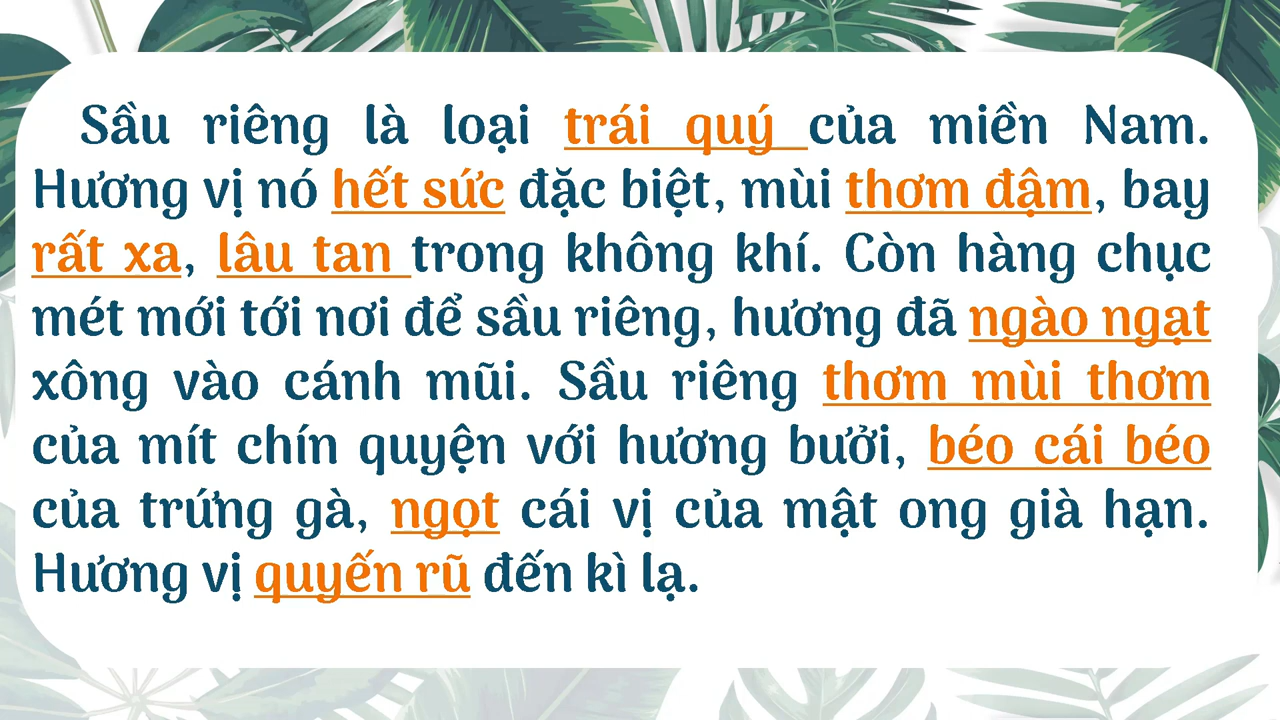 Sầu riêng là loại trái quý của miền Nam.
Hương vị nó hết sức đặc biệt, mùi thơm đậm, bay
rất xa, lâu tan trong không khí. Còn hàng chục
mét mới tới nơi để sầu riêng, hương đã ngào ngạt
xông vào cánh mũi. Sầu riêng thơm mùi thơm
của mít chín quyện với hương bưởi, béo cái béo
của trứng gà, ngọt cái vị của mật ong già hạn.
Hương vị quyến rũ đến kì lạ.